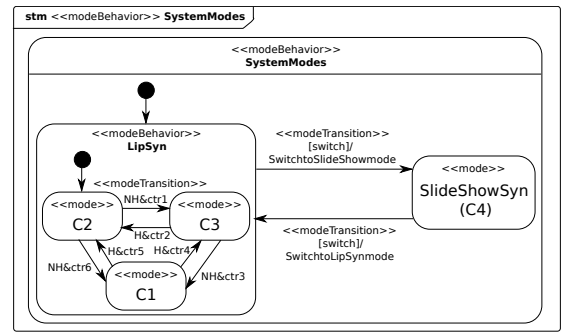 stm <<modeBehavior>> SystemModes
<<modeBehavior>>
SystemModes
<<modeBehavior>>
LipSyn
<<modeTransition>>
[switch]/
SwitchtoSlideShowmode
<<mode>>
SlideShowSyn
(C4)
<<modeTransition>>
[switch]/
SwitchtoLipSynmode
<<modeTransition>>
NH&ctr1
<<mode>>
C2
<<mode>>
C3
H&ctr2
H&ctr5
H&ctr4
NH&ctr6
NH&ctr3
<<mode>>
C1